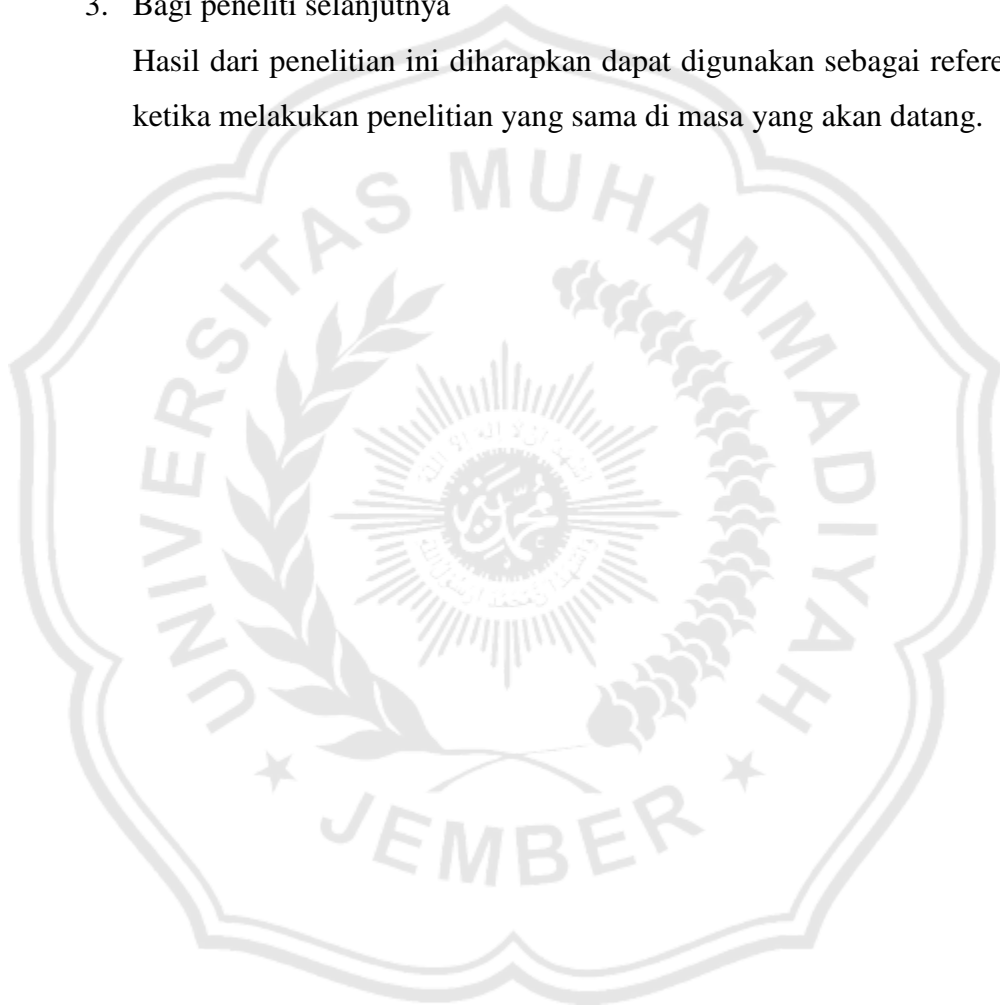 3. Bagi peneliti selanjutnya
Hasil dari penelitian ini diharapkan dapat digunakan sebagai
ketika melakukan penelitian yang sama di masa yang akan datang.
UNIVERSITAS MUHAMMADIYAH
JEMBER